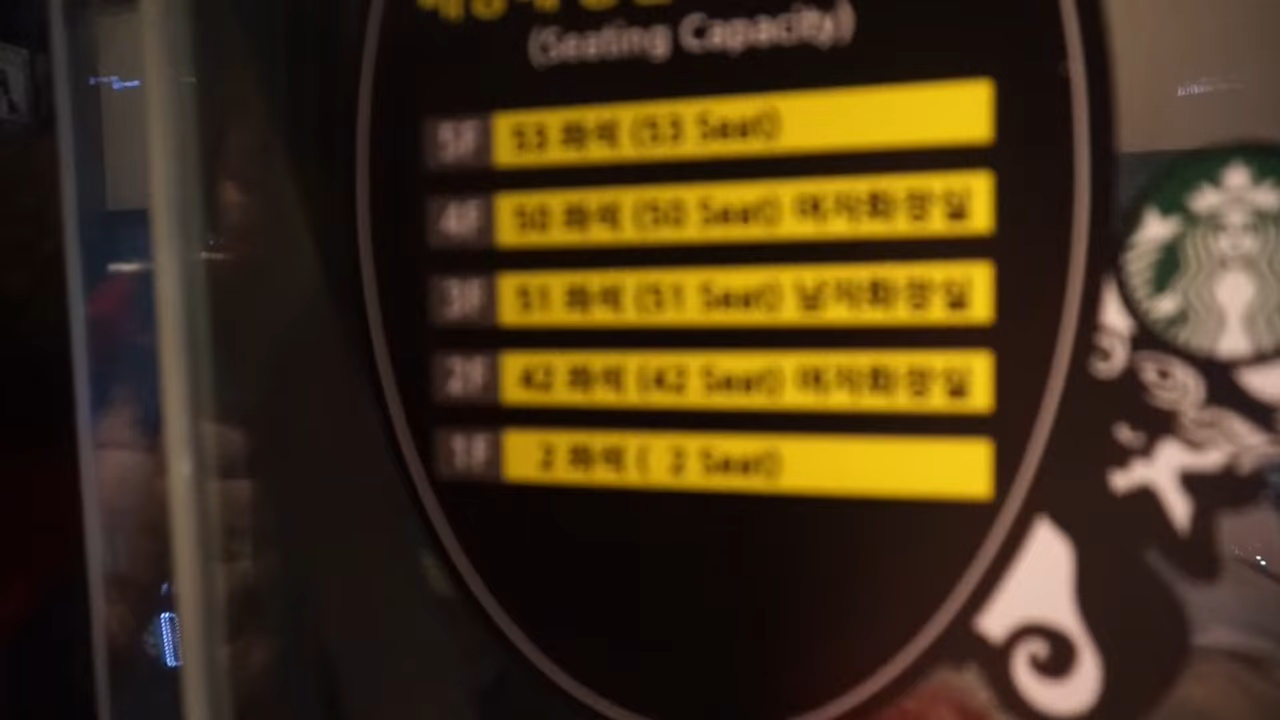 (Seating Capacity)
5F 53 좌석 (53 Seat)
4F 50 좌석 (50 Seat) 여자화장실
3F 51 좌석 (51 Seat) 남자화장실
2F 42 좌석 (42 Seat) 여자화장실
1F 2 좌석 ( 2 Seat)